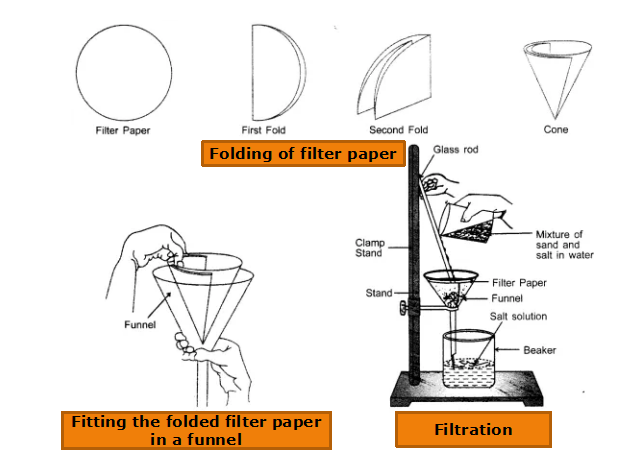 Filter Paper
First Fold
Second Fold
Cone
Folding of filter paper
Glass rod
Mixture of
sand and
salt in water
Clamp
Stand
Stand
Filter Paper
Funnel
Salt solution
Beaker
Funnel
Fitting the folded filter paper
in a funnel
Filtration